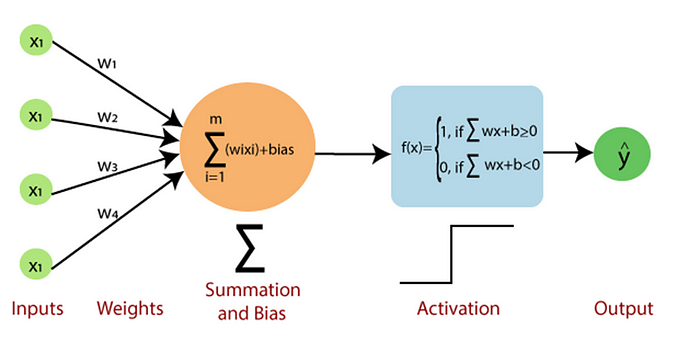 x1
x1
x1
x1
w1
w2
w3
w4
m
∑(wixi)+bias
i=1
f(x)={1, if ∑ wx+b≥0
0, if ∑ wx+b<0
ŷ
∑
Inputs
Weights
Summation
and Bias
Activation
Output